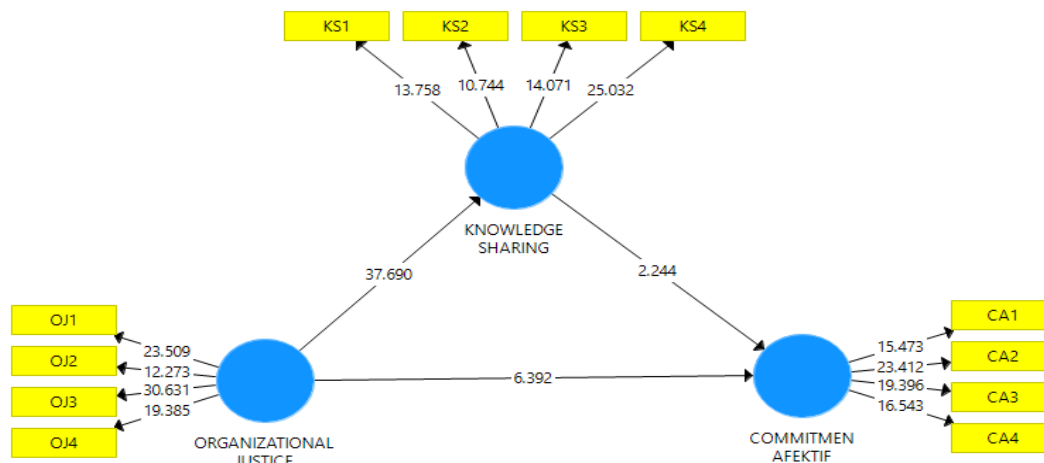 KS1
KS2
KS3
KS4
13.758
10.744
14.071
25.032
KNOWLEDGE
SHARING
37.690
2.244
OJ1
OJ2
OJ3
OJ4
23.509
12.273
30.631
19.385
6.392
CA1
CA2
CA3
CA4
15.473
23.412
19.396
16.543
ORGANIZATIONAL
JUSTICE
COMMITMEN
AFEKTIF